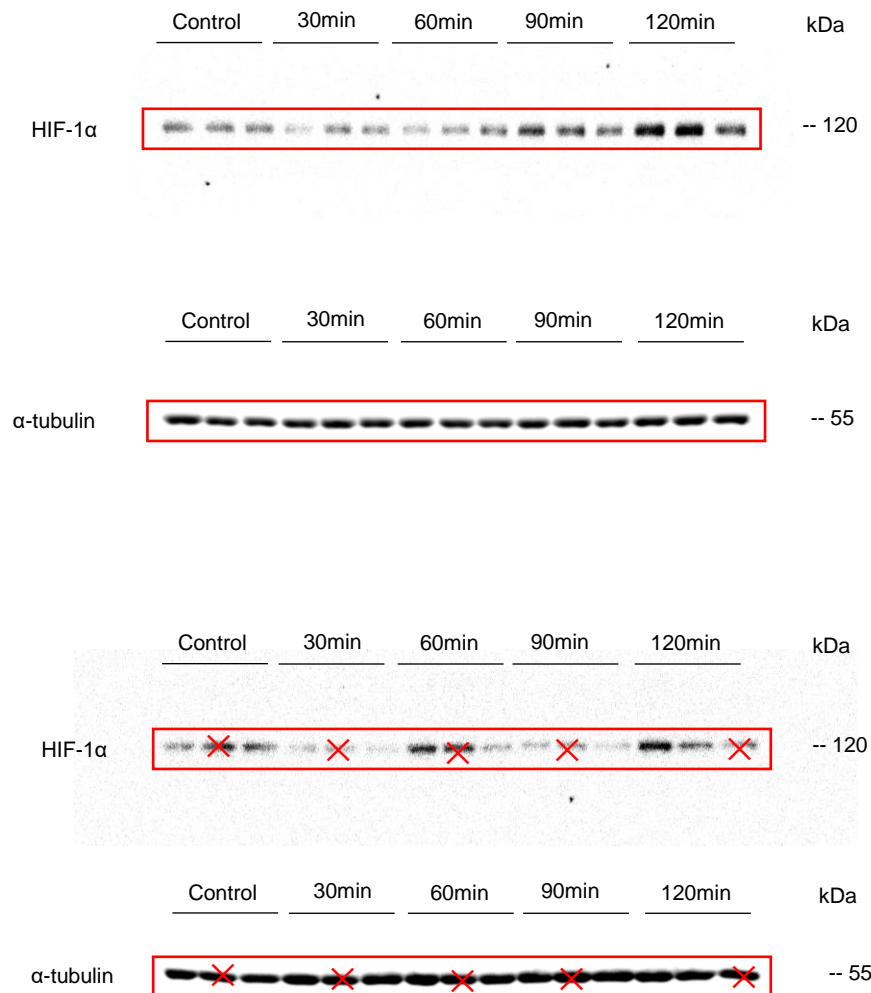 Control 30min 60min 90min 120min kDa
HIF-1α -- 120
Control 30min 60min 90min 120min kDa
α-tubulin -- 55
Control 30min 60min 90min 120min kDa
HIF-1α -- 120
Control 30min 60min 90min 120min kDa
α-tubulin -- 55